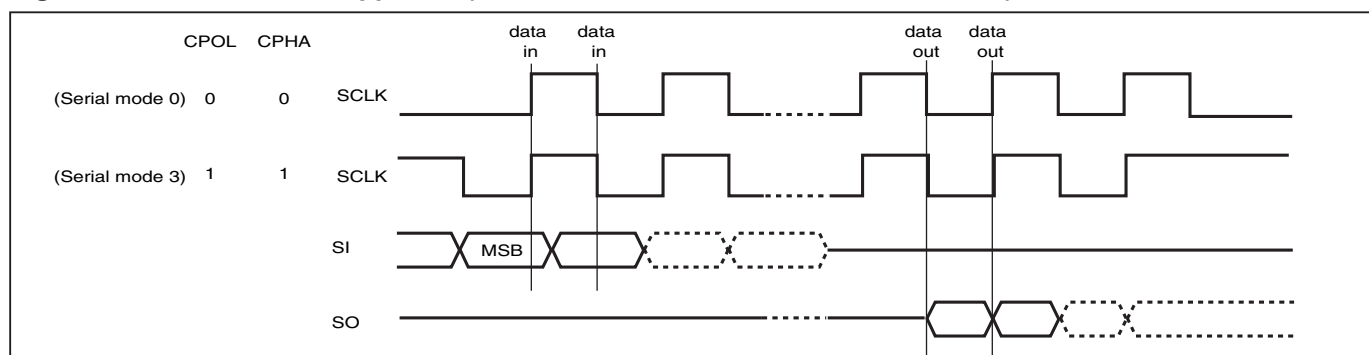 CPOL CPHA
data in
data in
data out
data out
(Serial mode 0) 0 0 SCLK
(Serial mode 3) 1 1 SCLK
SI MSB
SO